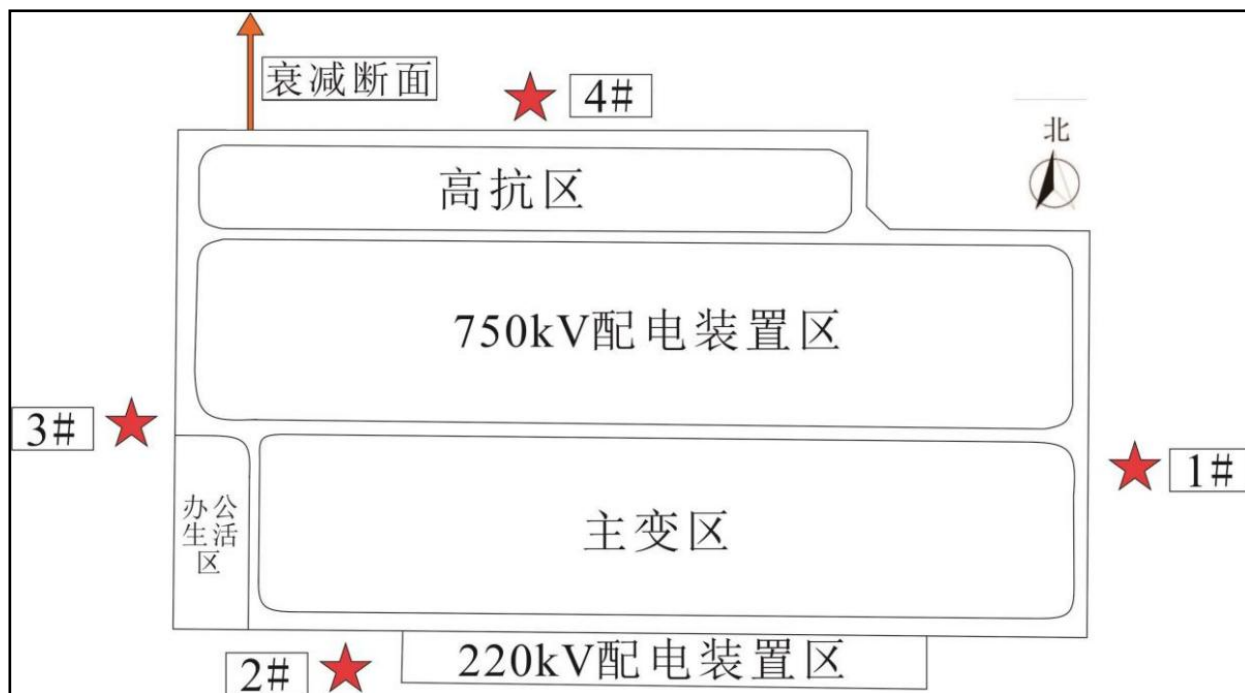 衰减断面
4#
北
高抗区
750kV配电装置区
3#
1#
办公
生活
区
主变区
2#
220kV配电装置区